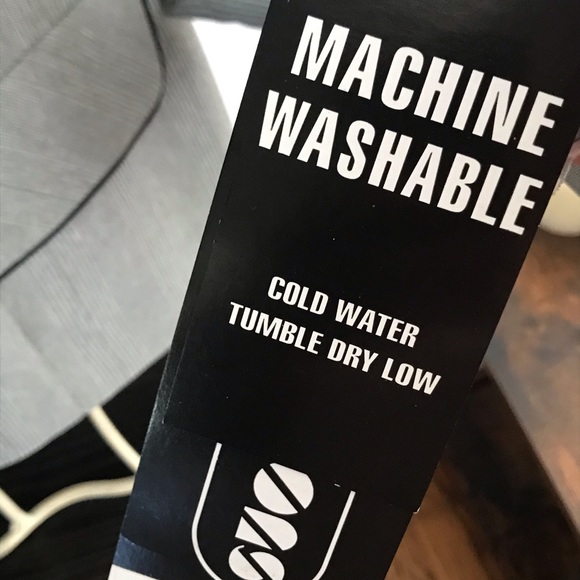 MACHINE
WASHABLE
COLD WATER
TUMBLE DRY LOW